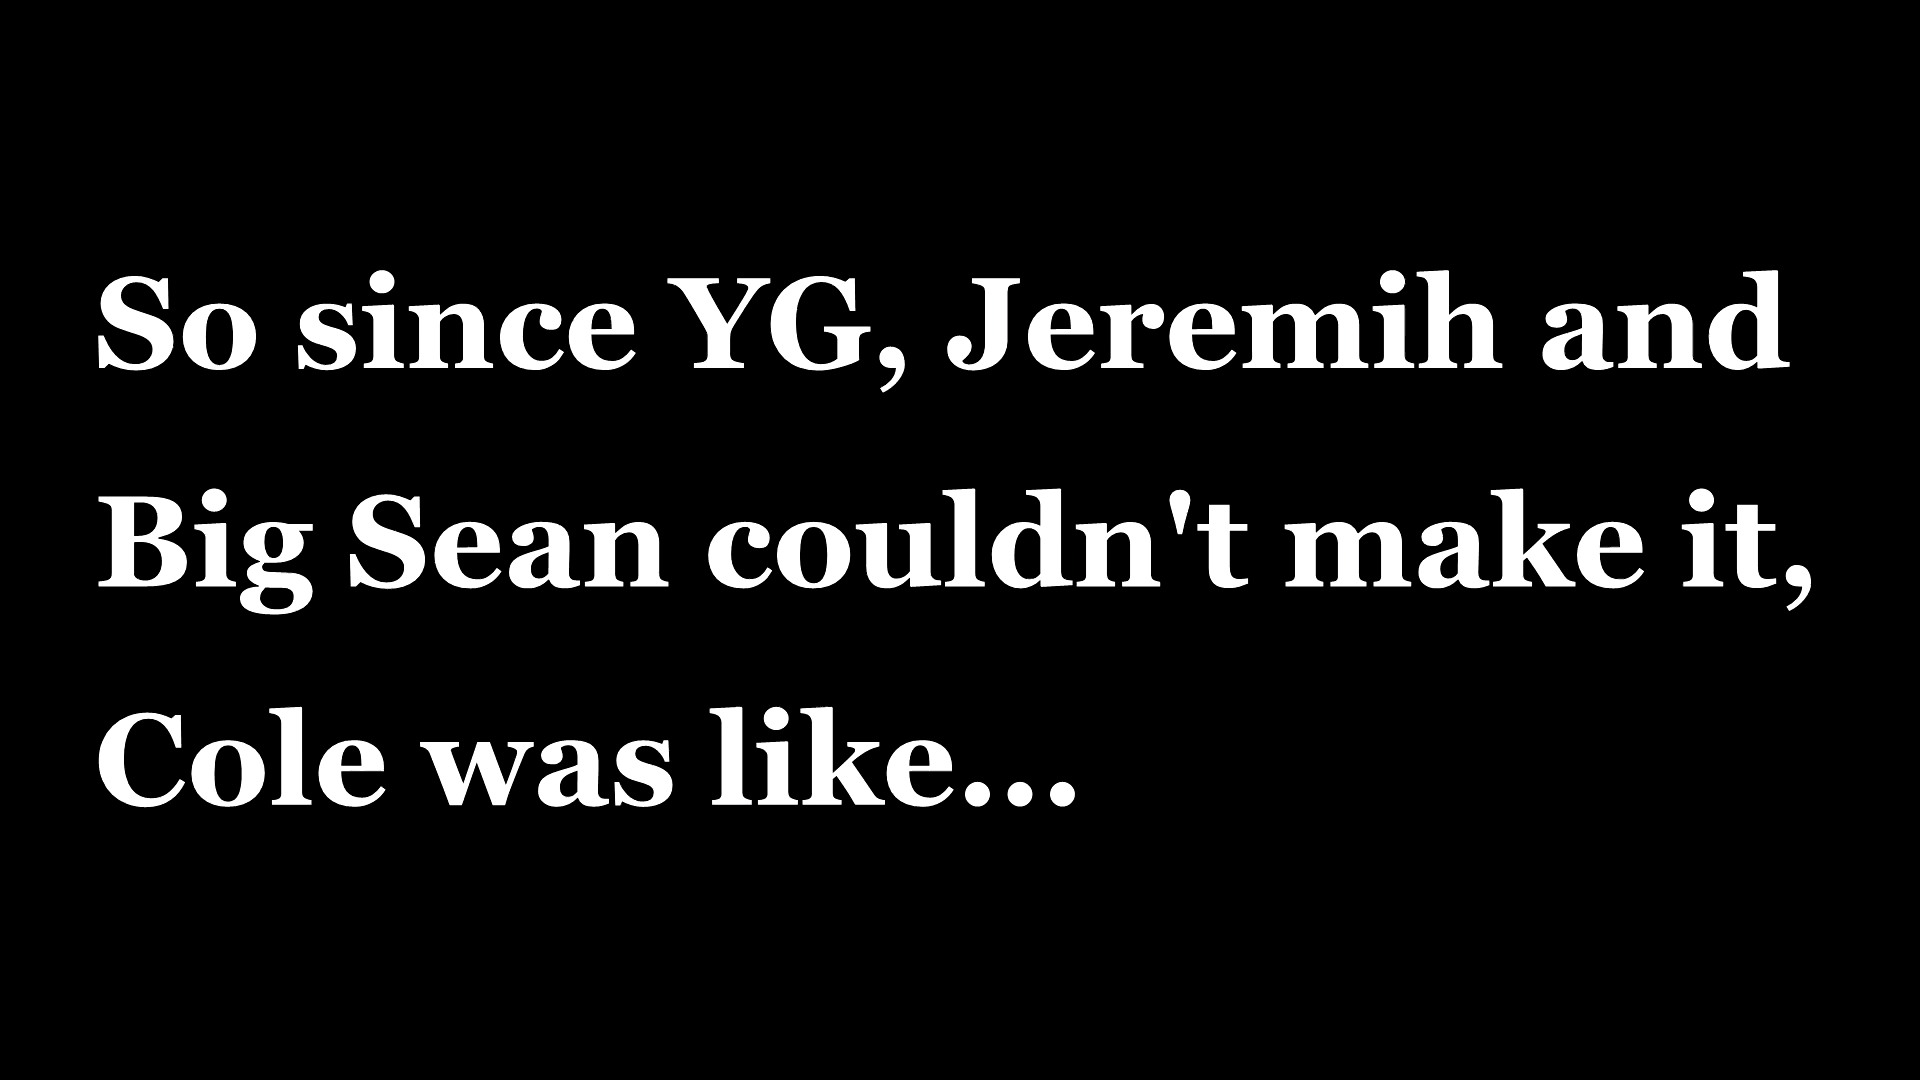 So since YG, Jeremih and
Big Sean couldn't make it,
Cole was like...